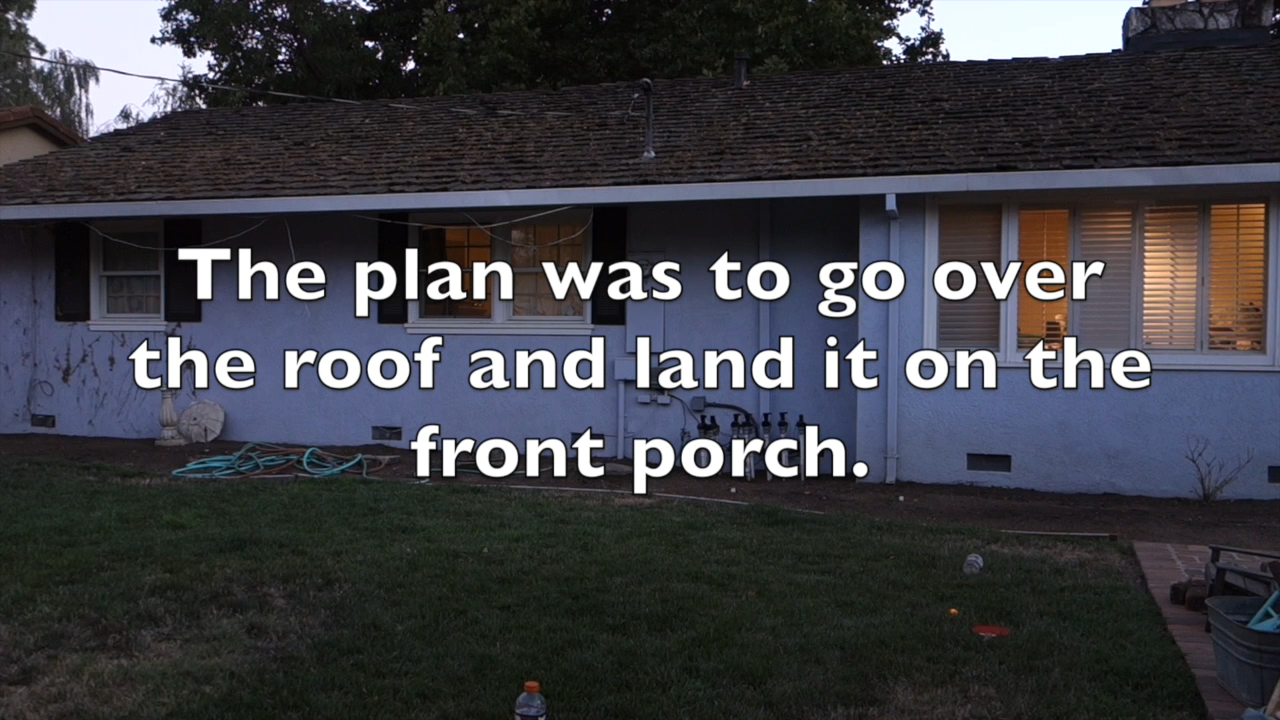 The plan was to go over
the roof and land it on the
front porch.